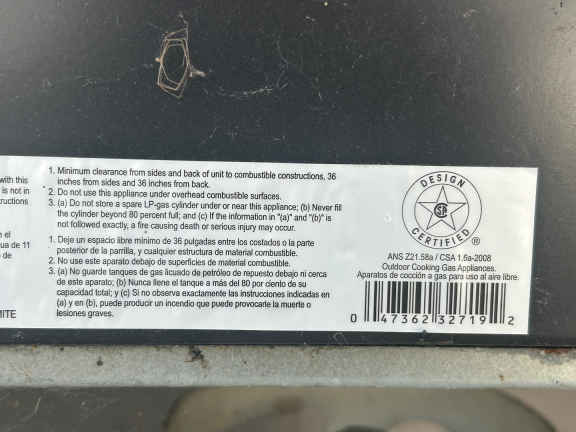 with this
is not in
ructions
n el
ua de 11
de
MITE
1. Minimum clearance from sides and back of unit to combustible constructions, 36
inches from sides and 36 inches from back.
2. Do not use this appliance under overhead combustible surfaces.
3. (a) Do not store a spare LP-gas cylinder under or near this appliance; (b) Never fill
the cylinder beyond 80 percent full; and (c) If the information in "(a)" and "(b)" is
not followed exactly, a fire causing death or serious injury may occur.
1. Deje un espacio libre mínimo de 36 pulgadas entre los costados o la parte
posterior de la parrilla, y cualquier estructura de material combustible.
2. No use este aparato debajo de superficies de material combustible.
3. (a) No guarde tanques de gas licuado de petróleo de repuesto debajo ni cerca
de este aparato; (b) Nunca llene el tanque a más del 80 por ciento de su
capacidad total; y (c) Si no observa exactamente las instrucciones indicadas en
(a) y en (b), puede producir un incendio que puede provocarle la muerte o
lesiones graves.
DESIGN
CERTIFIED
®
ANS Z21.58a / CSA 1.6a-2008
Outdoor Cooking Gas Appliances.
Aparatos de cocción a gas para uso al aire libre.
0 47362 32719 2